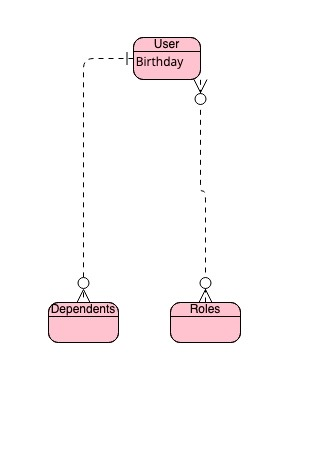 User
Birthday
Dependents
Roles